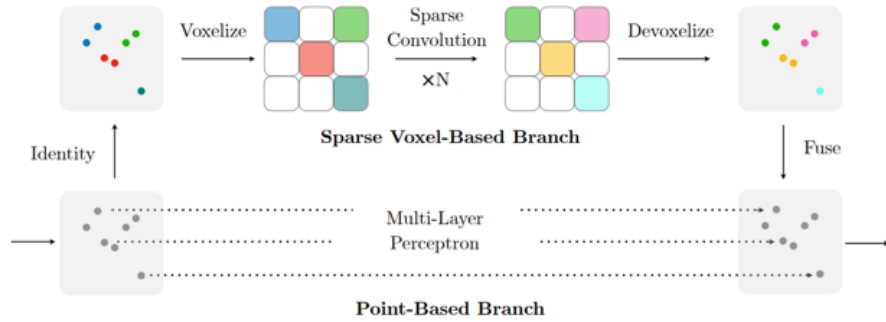 Voxelize
Sparse
Convolution
×N
Devoxelize
Sparse Voxel-Based Branch
Identity
Fuse
Multi-Layer
Perceptron
Point-Based Branch